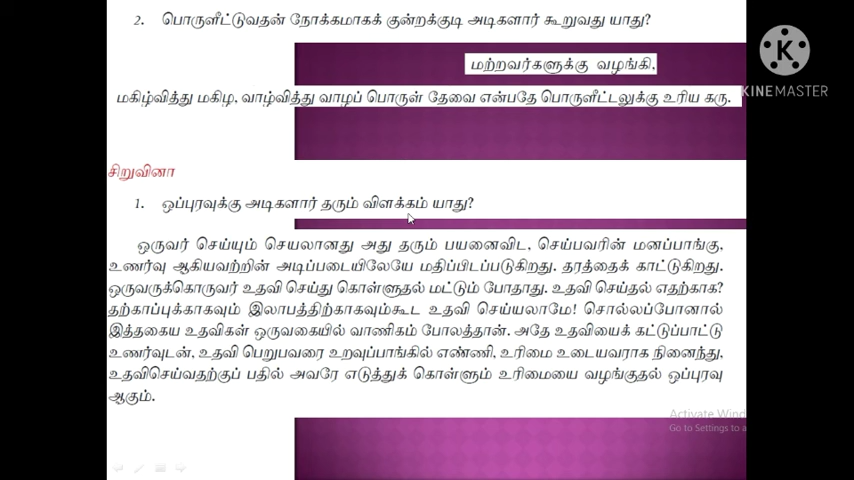 2. பொருளீட்டுவதன் நோக்கமாகக் குன்றக்குடி அடிகளார் கூறுவது யாது?
மற்றவர்களுக்கு வழங்கி,
மகிழ்வித்து மகிழ, வாழ்வித்து வாழப் பொருள் தேவை என்பதே பொருளீட்டலுக்கு உரிய கரு.
KINEMASTER
சிறுவினா
1. ஒப்புரவுக்கு அடிகளார் தரும் விளக்கம் யாது?
ஒருவர் செய்யும் செயலானது அது தரும் பயனைவிட, செய்பவரின் மனப்பாங்கு,
உணர்வு ஆகியவற்றின் அடிப்படையிலேயே மதிப்பிடப்படுகிறது. தரத்தைக் காட்டுகிறது.
ஒருவருக்கொருவர் உதவி செய்து கொள்ளுதல் மட்டும் போதாது. உதவி செய்தல் எதற்காக?
தற்காப்புக்காகவும் இலாபத்திற்காகவும்கூட உதவி செய்யலாமே! சொல்லப்போனால்
இத்தகைய உதவிகள் ஒருவகையில் வாணிகம் போலத்தான். அதே உதவியைக் கட்டுப்பாட்டு
உணர்வுடன், உதவி பெறுபவரை உறவுப்பாங்கில் எண்ணி, உரிமை உடையவராக நினைந்து,
உதவிசெய்வதற்குப் பதில் அவரே எடுத்துக் கொள்ளும் உரிமையை வழங்குதல் ஒப்புரவு
ஆகும்.
Activate Wind
Go to Settings to a